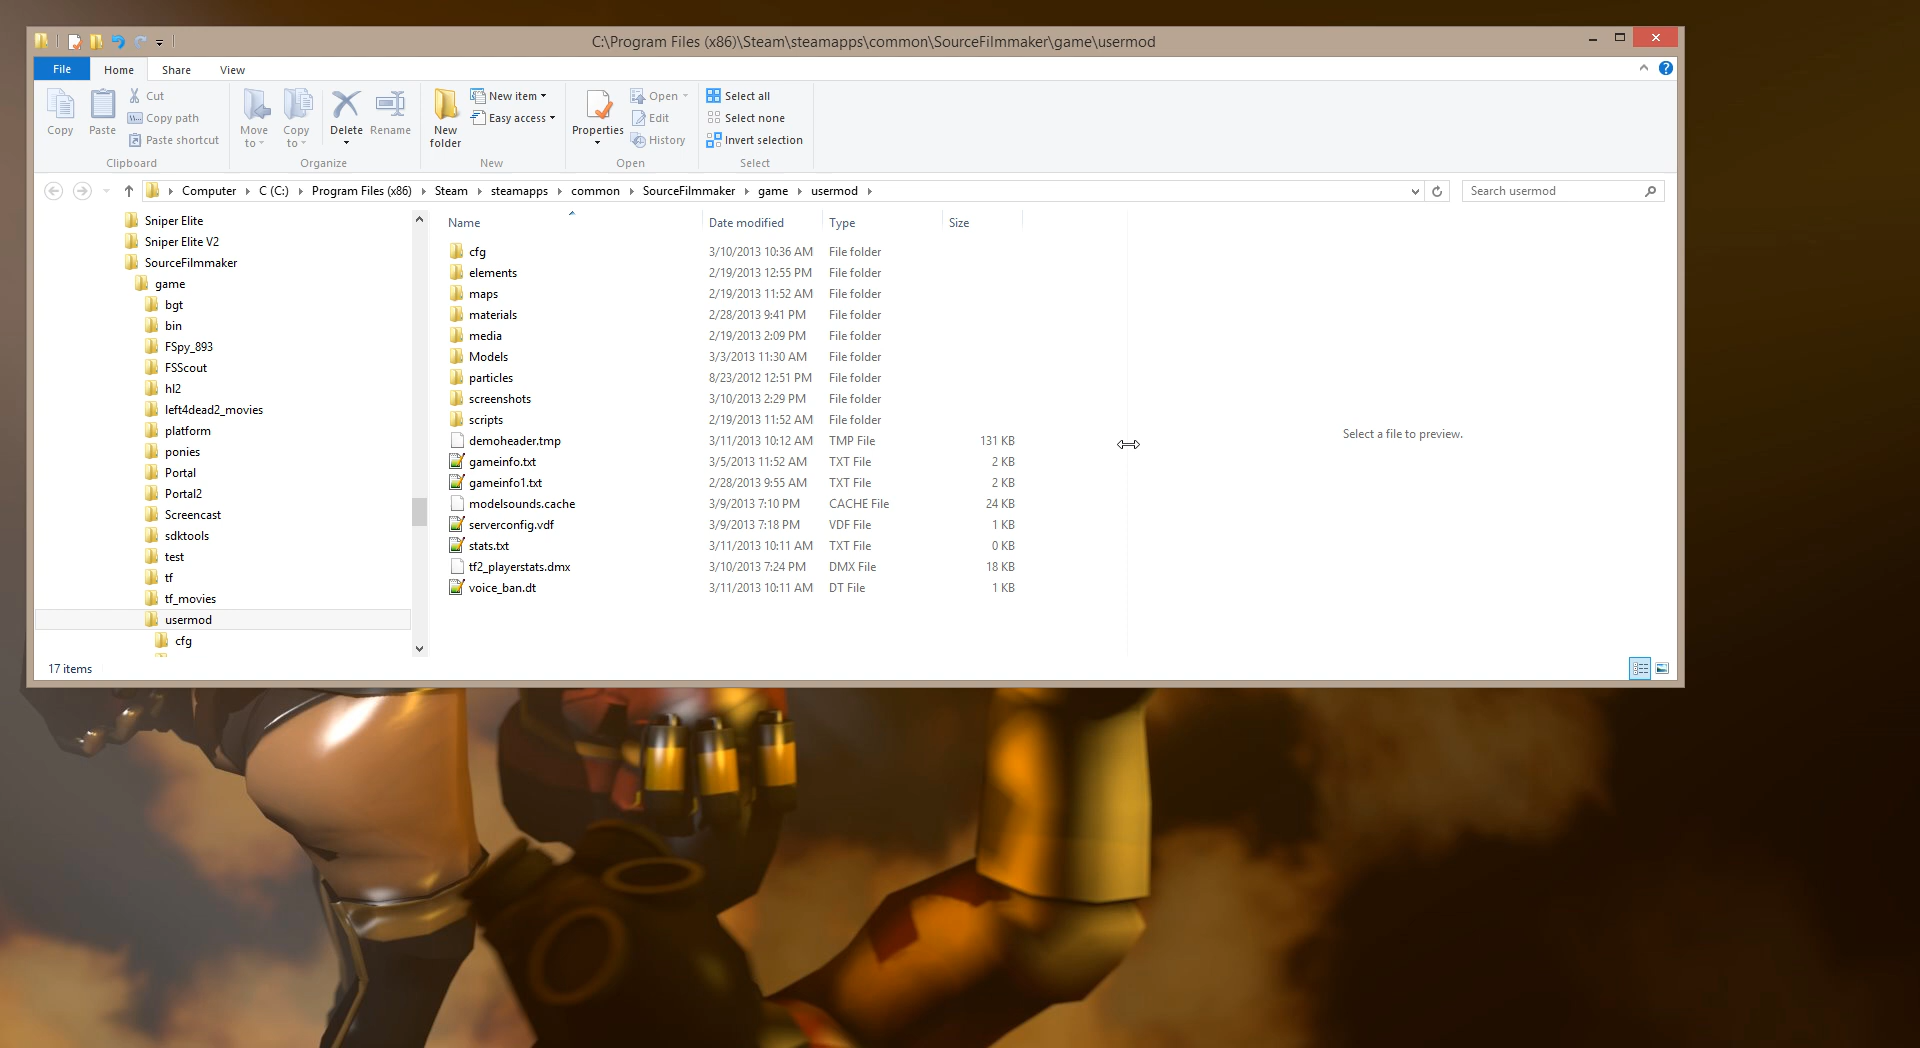 C:\Program Files (x86)\Steam\steamapps\common\SourceFilmmaker\game\usermod
File Home Share View
Copy
Paste
Cut
Copy path
Paste shortcut
Clipboard
Move to
Copy to
Delete
Rename
Organize
New folder
New item
Easy access
New
Properties
Open
Edit
History
Open
Select all
Select none
Invert selection
Select
Computer C (C:) Program Files (x86) Steam steamapps common SourceFilmmaker game usermod
Search usermod
Sniper Elite
Sniper Elite V2
SourceFilmmaker
game
bgt
bin
FSpy_893
FSScout
hl2
left4dead2_movies
platform
ponies
Portal
Portal2
Screencast
sdktools
test
tf
tf_movies
usermod
cfg
Name Date modified Type Size
cfg 3/10/2013 10:36 AM File folder
elements 2/19/2013 12:55 PM File folder
maps 2/19/2013 11:52 AM File folder
materials 2/28/2013 9:41 PM File folder
media 2/19/2013 2:09 PM File folder
Models 3/3/2013 11:30 AM File folder
particles 8/23/2012 12:51 PM File folder
screenshots 3/10/2013 2:29 PM File folder
scripts 2/19/2013 11:52 AM File folder
demoheader.tmp 3/11/2013 10:12 AM TMP File 131 KB
gameinfo.txt 3/5/2013 11:52 AM TXT File 2 KB
gameinfo1.txt 2/28/2013 9:55 AM TXT File 2 KB
modelsounds.cache 3/9/2013 7:10 PM CACHE File 24 KB
serverconfig.vdf 3/9/2013 7:18 PM VDF File 1 KB
stats.txt 3/11/2013 10:11 AM TXT File 0 KB
tf2_playerstats.dmx 3/10/2013 7:24 PM DMX File 18 KB
voice_ban.dt 3/11/2013 10:11 AM DT File 1 KB
Select a file to preview.
17 items